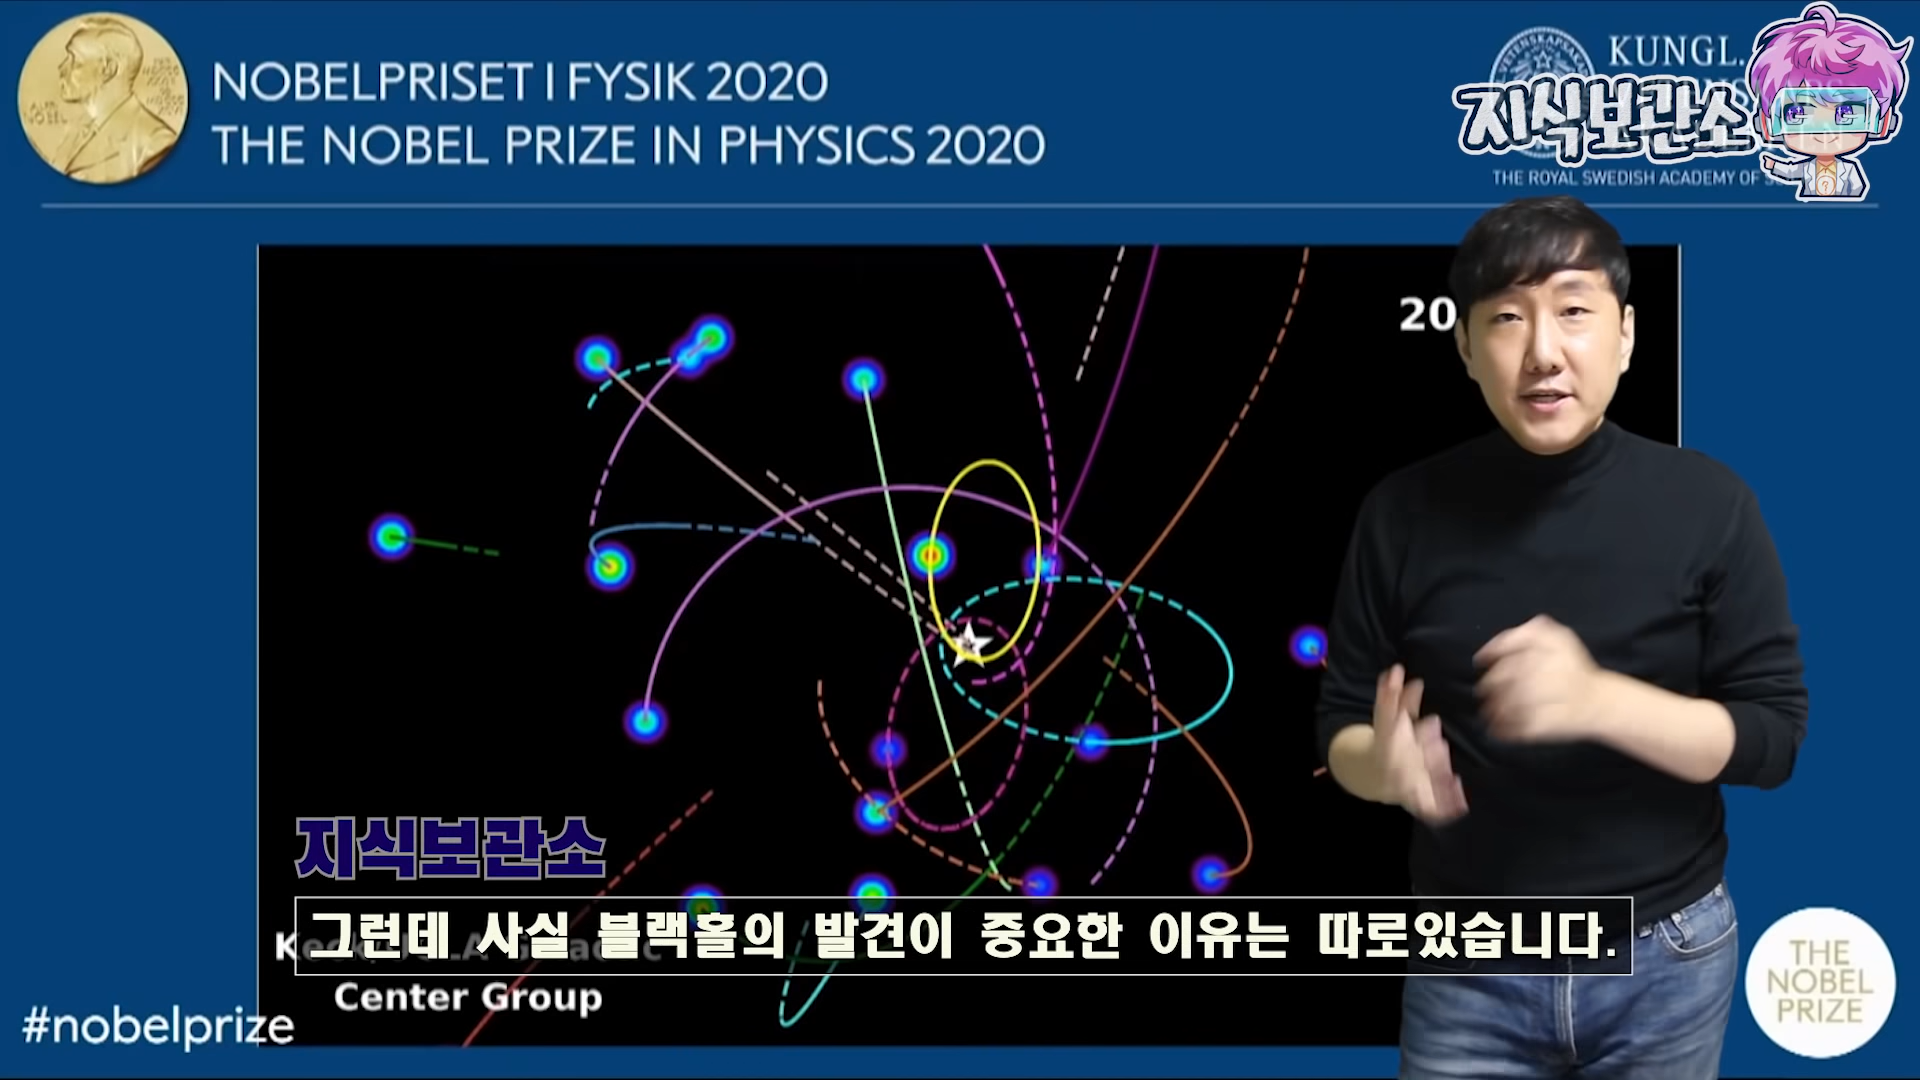 NOBELPRISET I FYSIK 2020
THE NOBEL PRIZE IN PHYSICS 2020
KUNGL.
지식보관소
THE ROYAL SWEDISH ACADEMY OF
20
지식보관소
그런데 사실 블랙홀의 발견이 중요한 이유는 따로있습니다.
Center Group
#nobelprize
THE
NOBEL
PRIZE